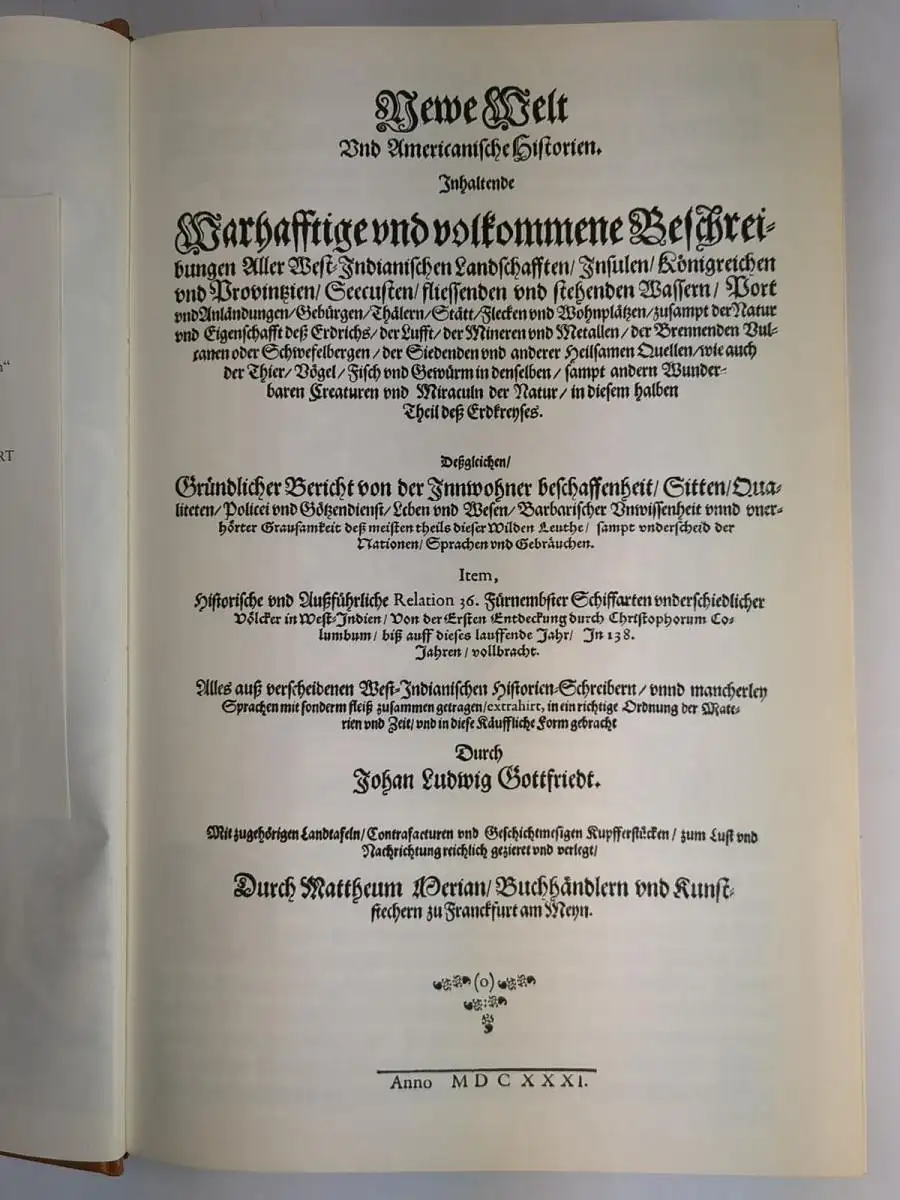 “
RT
Newe Welt
Vnd Americanische Historien.
Inhaltende
Warhafftige vnd volkommene Beschrei-
bungen Aller West-Indianischen Landschafften/ Insulen/ Königreichen
vnd Provintzien/ Seecusten/ fliessenden vnd stehenden Wassern/ Port
vnd Anländungen/ Gebürgen/ Thälern/ Stätt/ Flecken vnd Wohnplätzen/ zusampt der Natur
vnd Eigenschafft deß Erdrichs/ der Lufft/ der Mineren vnd Metallen/ der Brennenden Vul-
canen oder Schwefelbergen/ der Siedenden vnd anderer Heilsamen Quellen/ wie auch
der Thier/ Vögel/ Fisch vnd Gewürm in denselben/ sampt andern Wunder-
baren Creaturen vnd Miraculn der Natur/ in diesem halben
Theil deß Erdkreyses.
Deßgleichen/
Gründlicher Bericht von der Innwohner beschaffenheit/ Sitten/ Qua-
liteten/ Policei vnd Götzendienst/ Leben vnd Wesen/ Barbarischer Vnwissenheit vnnd vner-
hörter Grausamkeit deß meisten theils dieser Wilden Leuthe/ sampt vnderscheid der
Nationen/ Sprachen vnd Gebräuchen.
Item,
Historische vnd Außführliche Relation 36. Fürnembster Schiffarten vnderschiedlicher
Völcker in West-Indien/ Von der Ersten Entdeckung durch Christophorum Co-
lumbum/ biß auff dieses lauffende Jahr/ In 138.
Jahren/ vollbracht.
Alles auß verscheidenen West-Indianischen Historien-Schreibern/ vnnd mancherley
Sprachen mit sonderm fleiß zusammen getragen/ extrahirt, in ein richtige Ordnung der Mate-
rien vnd Zeit/ vnd in diese Käuffliche Form gebracht
Durch
Johan Ludwig Gottfriedt.
Mit zugehörigen Landtafeln/ Contrafacturen vnd Geschichtmesigen Kupfferstücken/ zum Lust vnd
Nachrichtung reichlich gezieret vnd verlegt/
Durch Mattheum Merian/ Buchhändlern vnd Kunst-
stechern zu Franckfurt am Meyn.
(o)
Anno MDCXXXI.